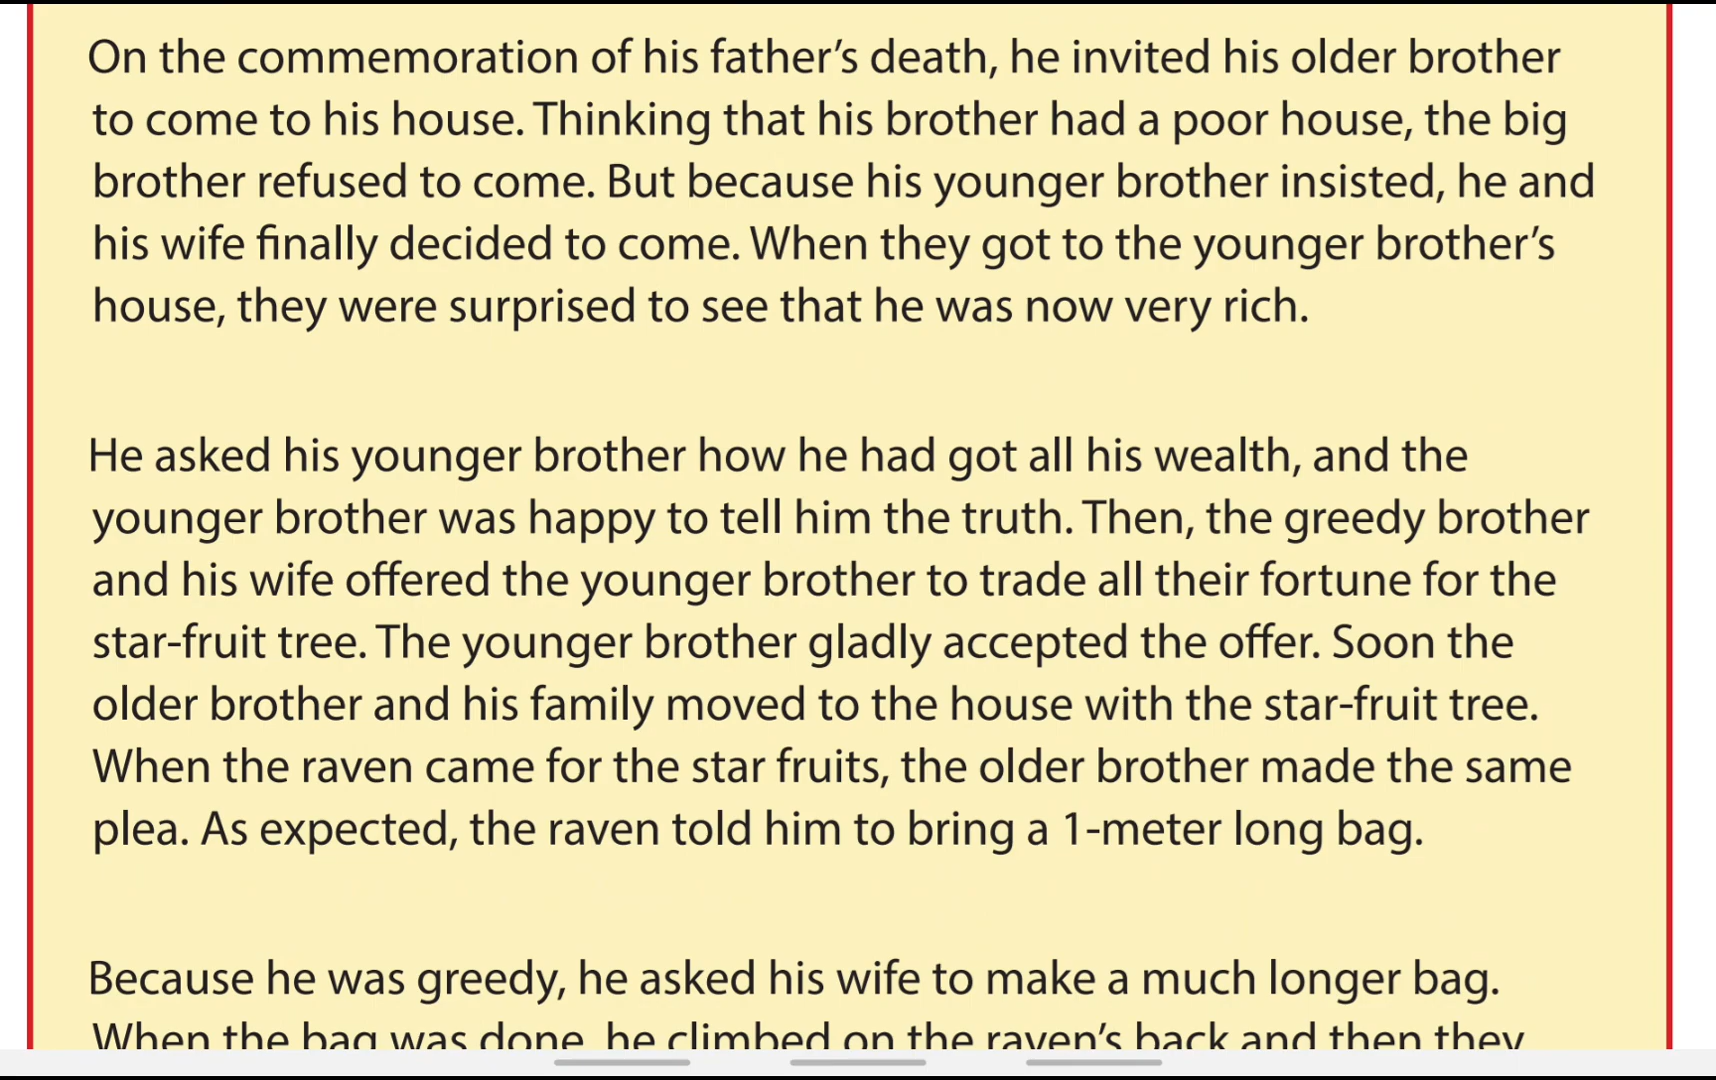 On the commemoration of his father’s death, he invited his older brother
to come to his house. Thinking that his brother had a poor house, the big
brother refused to come. But because his younger brother insisted, he and
his wife finally decided to come. When they got to the younger brother’s
house, they were surprised to see that he was now very rich.
He asked his younger brother how he had got all his wealth, and the
younger brother was happy to tell him the truth. Then, the greedy brother
and his wife offered the younger brother to trade all their fortune for the
star-fruit tree. The younger brother gladly accepted the offer. Soon the
older brother and his family moved to the house with the star-fruit tree.
When the raven came for the star fruits, the older brother made the same
plea. As expected, the raven told him to bring a 1-meter long bag.
Because he was greedy, he asked his wife to make a much longer bag.
When the bag was done, he climbed on the raven’s back and then they